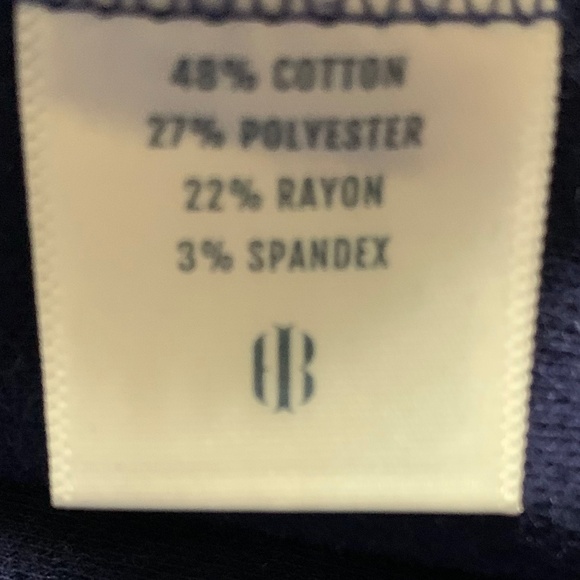 48% COTTON
27% POLYESTER
22% RAYON
3% SPANDEX